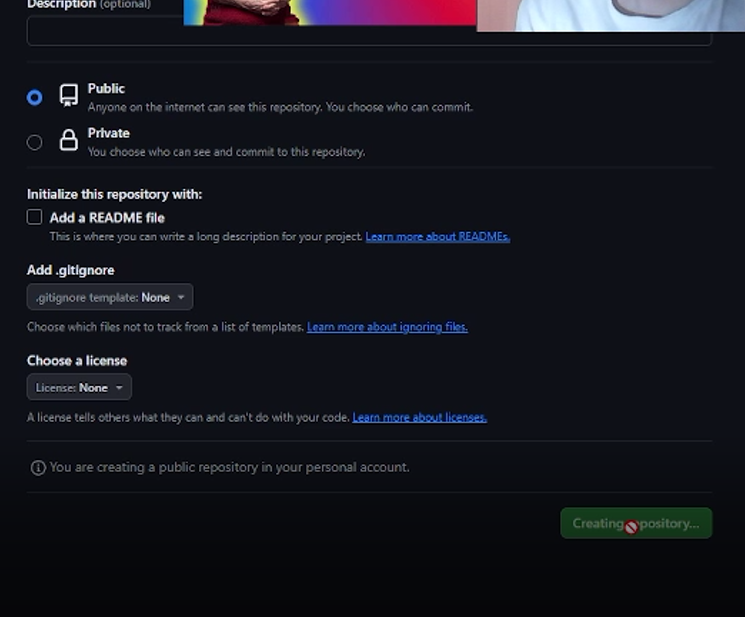 Description (optional)
Public
Anyone on the internet can see this repository. You choose who can commit.
Private
You choose who can see and commit to this repository.
Initialize this repository with:
Add a README file
This is where you can write a long description for your project. Learn more about READMEs.
Add .gitignore
.gitignore template: None
Choose which files not to track from a list of templates. Learn more about ignoring files.
Choose a license
License: None
A license tells others what they can and can't do with your code. Learn more about licenses.
You are creating a public repository in your personal account.
Creating repository...